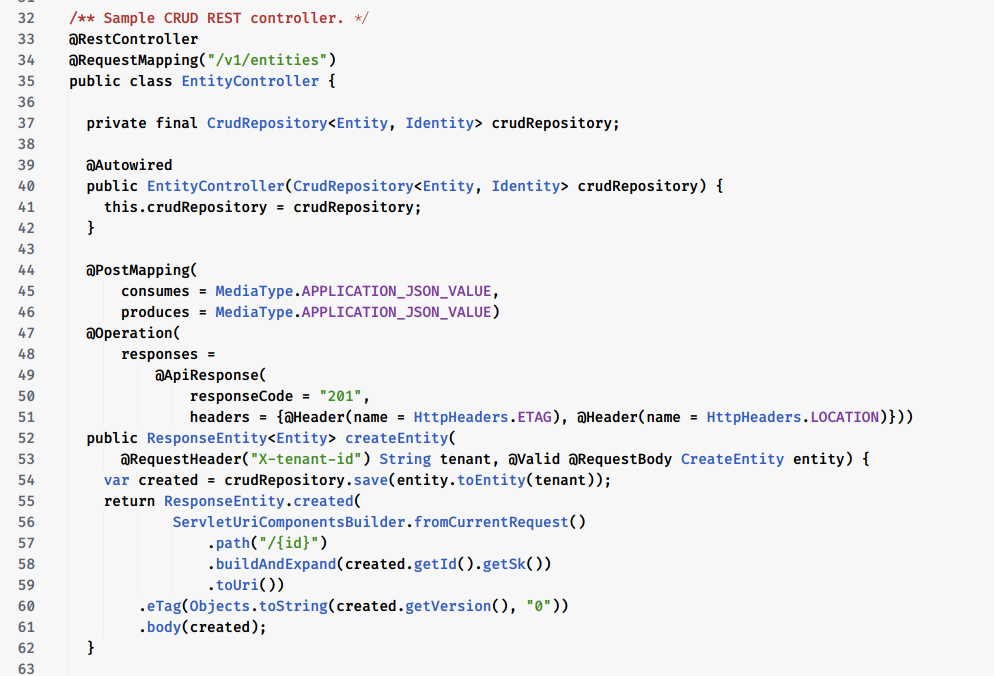 32 /** Sample CRUD REST controller. */
33 @RestController
34 @RequestMapping("/v1/entities")
35 public class EntityController {
36
37 private final CrudRepository<Entity, Identity> crudRepository;
38
39 @Autowired
40 public EntityController(CrudRepository<Entity, Identity> crudRepository) {
41 this.crudRepository = crudRepository;
42 }
43
44 @PostMapping(
45 consumes = MediaType.APPLICATION_JSON_VALUE,
46 produces = MediaType.APPLICATION_JSON_VALUE)
47 @Operation(
48 responses =
49 @ApiResponse(
50 responseCode = "201",
51 headers = {@Header(name = HttpHeaders.ETAG), @Header(name = HttpHeaders.LOCATION)}))
52 public ResponseEntity<Entity> createEntity(
53 @RequestHeader("X-tenant-id") String tenant, @Valid @RequestBody CreateEntity entity) {
54 var created = crudRepository.save(entity.toEntity(tenant));
55 return ResponseEntity.created(
56 ServletUriComponentsBuilder.fromCurrentRequest()
57 .path("/{id}")
58 .buildAndExpand(created.getId().getSk())
59 .toUri())
60 .eTag(Objects.toString(created.getVersion(), "0"))
61 .body(created);
62 }
63